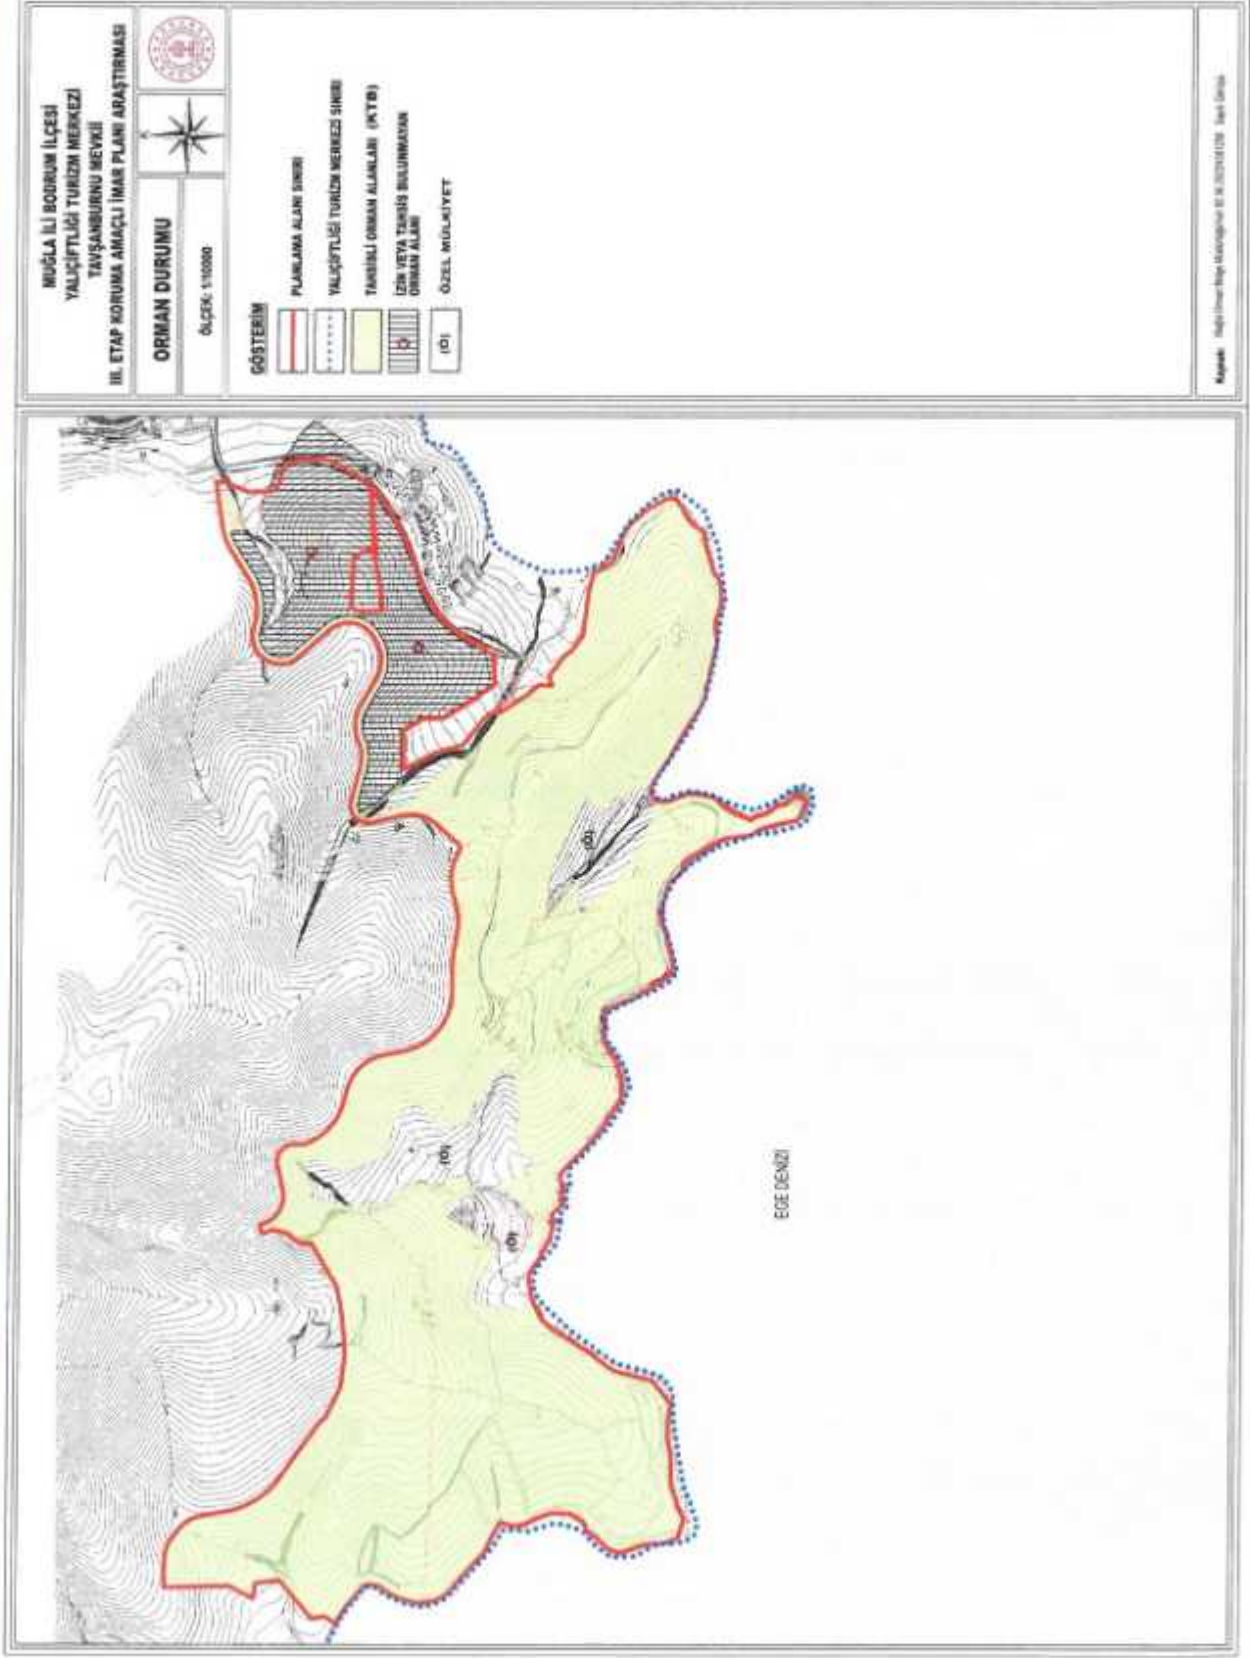 MUĞLA İLİ BODRUM İLÇESİ
YALIÇİFTLİĞİ TURİZM MERKEZİ
TAVŞANBURNU MEVKİİ
III. ETAP KORUMA AMAÇLI İMAR PLANI ARAŞTIRMASI
ORMAN DURUMU
ÖLÇEK: 1/10000
GÖSTERİM
PLANLAMA ALANI SINIRI
YALIÇİFTLİĞİ TURİZM MERKEZİ SINIRI
TAHSİSLİ ORMAN ALANLARI (KTB)
İZİN VEYA TAHSİS BULUNMAYAN
ORMAN ALANI
ÖZEL MÜLKİYET
Kaynak:
EGE DENİZİ